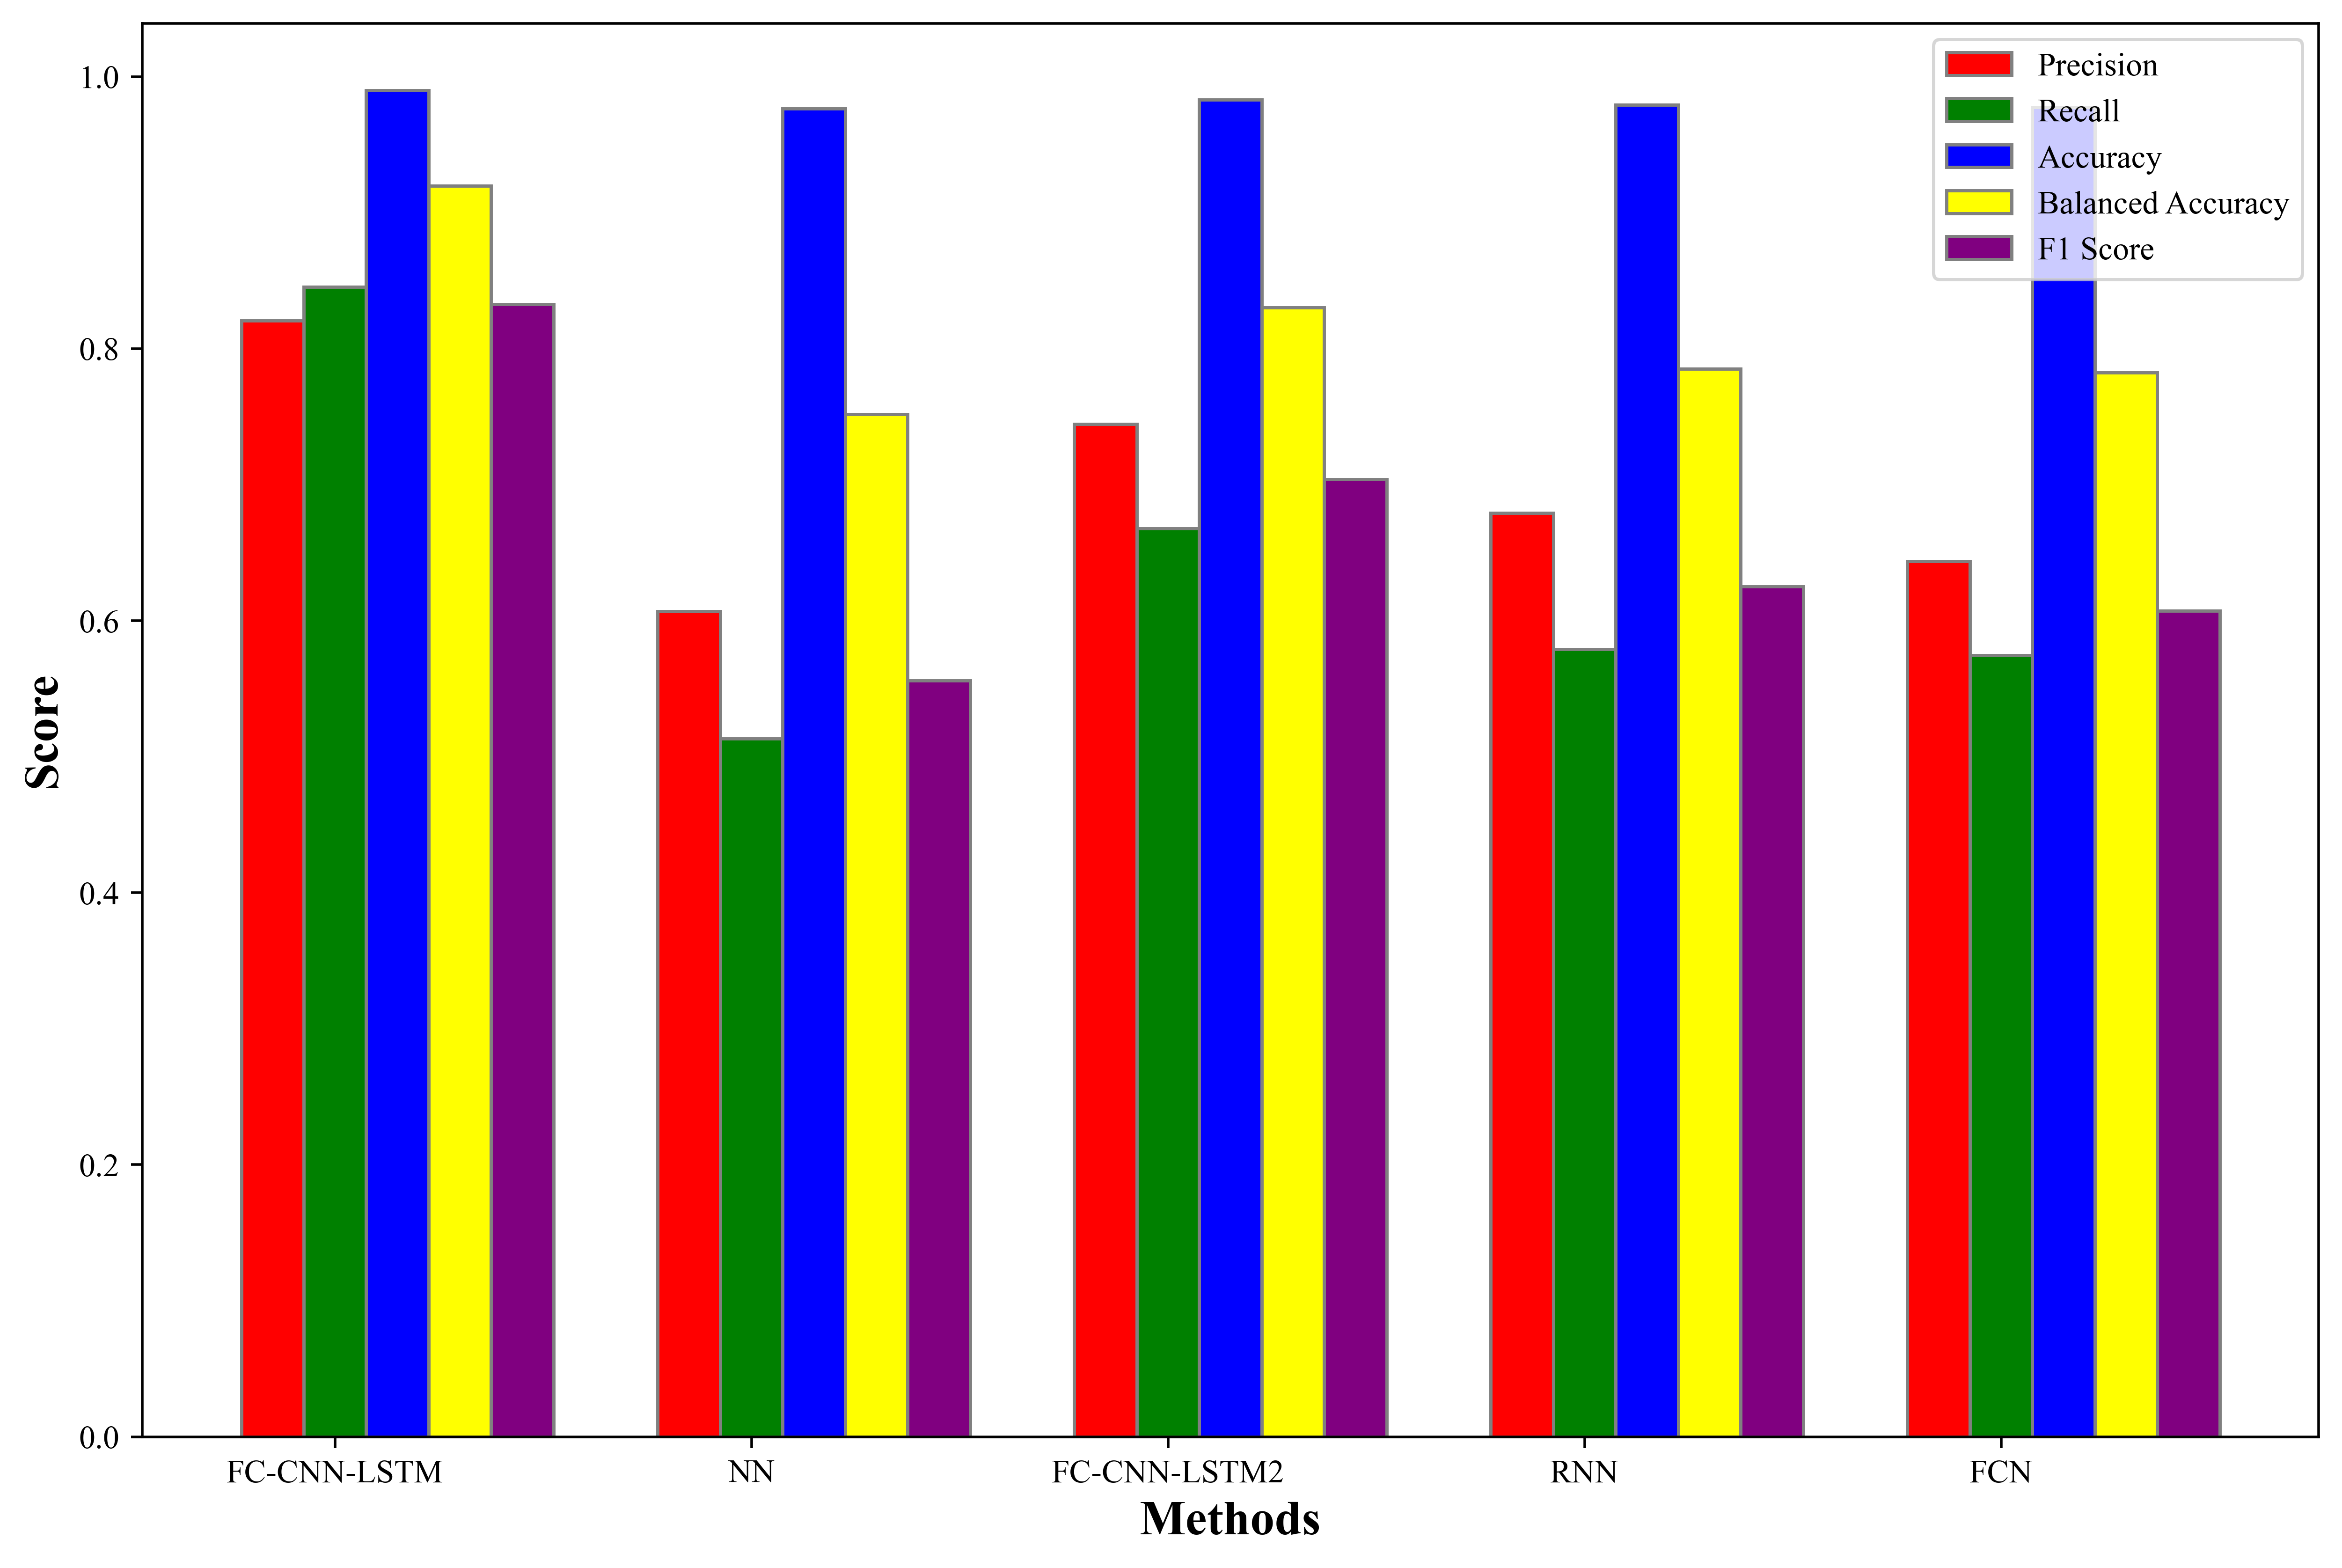 1.0
0.8
0.6
0.4
0.2
0.0
Score
Precision
Recall
Accuracy
Balanced Accuracy
F1 Score
FC-CNN-LSTM
NN
FC-CNN-LSTM2
RNN
FCN
Methods